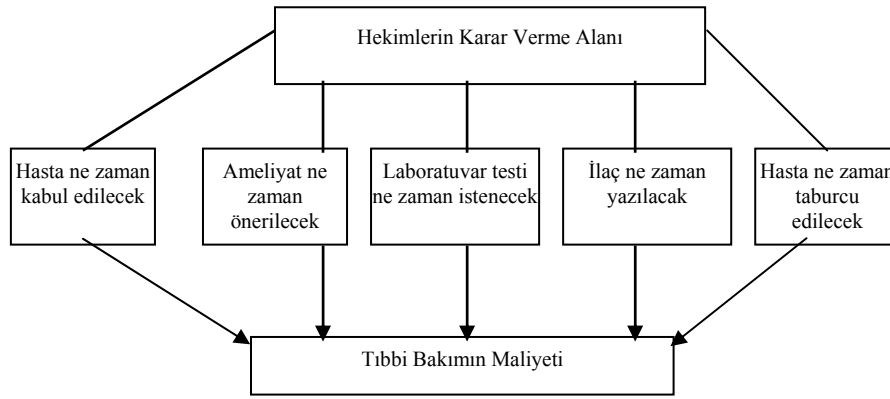 Hekimlerin Karar Verme Alanı
Hasta ne zaman
kabul edilecek
Ameliyat ne
zaman
önerilecek
Laboratuvar testi
ne zaman istenecek
İlaç ne zaman
yazılacak
Hasta ne zaman
taburcu
edilecek
Tıbbi Bakımın Maliyeti